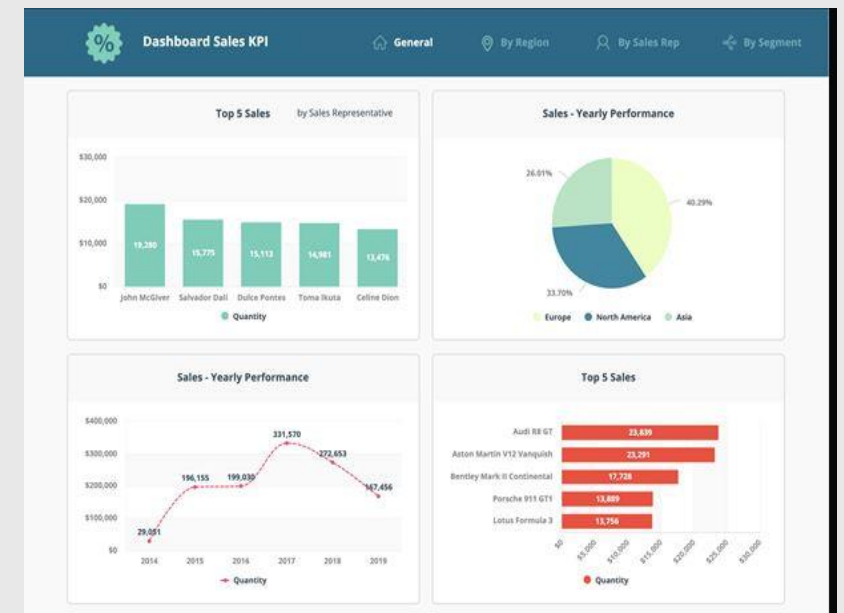 %
Dashboard Sales KPI
General
By Region
By Sales Rep
By Segment
Top 5 Sales by Sales Representative
$30,000
$20,000
$10,000
$0
19,280
15,775
15,113
14,981
13,476
John McGiver
Salvador Dali
Dulce Pontes
Toma Ikuta
Celine Dion
Quantity
Sales - Yearly Performance
26.01%
40.29%
33.70%
Europe
North America
Asia
Sales - Yearly Performance
$400,000
$300,000
$200,000
$100,000
$0
29,051
196,155
199,030
331,570
272,653
167,456
2014
2015
2016
2017
2018
2019
Quantity
Top 5 Sales
Audi R8 GT
23,839
Aston Martin V12 Vanquish
23,291
Bentley Mark II Continental
17,728
Porsche 911 GT1
13,889
Lotus Formula 3
13,756
$0
$5,000
$10,000
$15,000
$20,000
$25,000
$30,000
Quantity